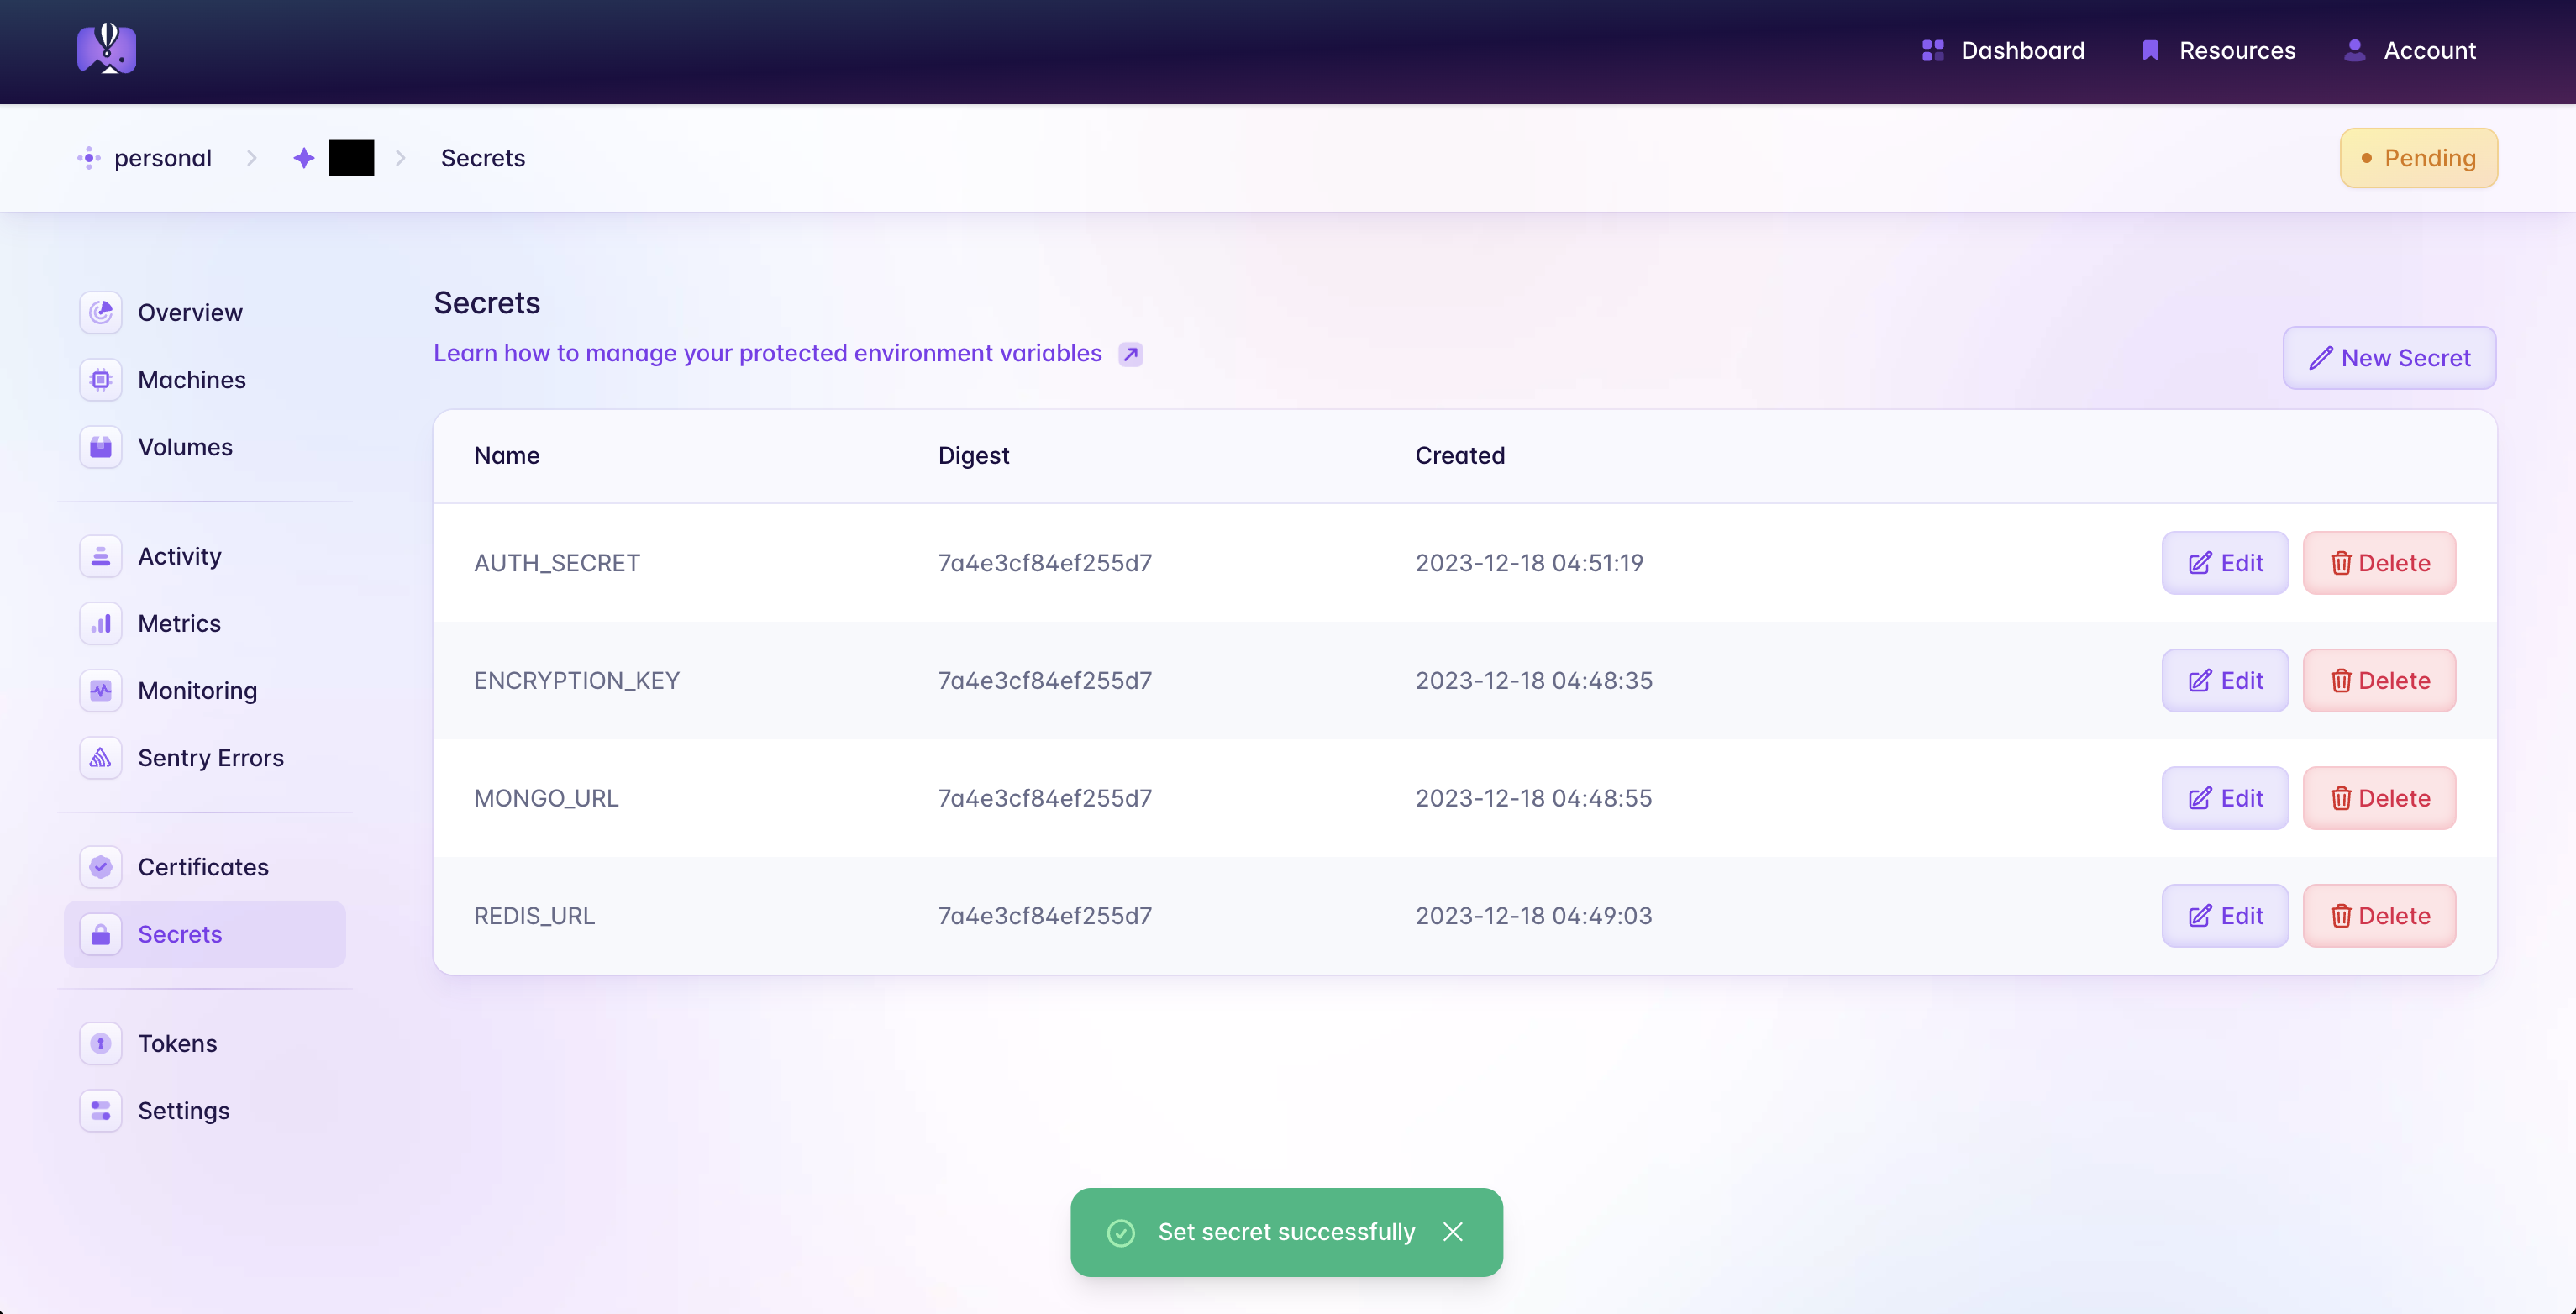 Dashboard Resources Account
personal Secrets Pending
Overview
Machines
Volumes
Activity
Metrics
Monitoring
Sentry Errors
Certificates
Secrets
Tokens
Settings
Secrets
Learn how to manage your protected environment variables
New Secret
Name Digest Created
AUTH_SECRET 7a4e3cf84ef255d7 2023-12-18 04:51:19 Edit Delete
ENCRYPTION_KEY 7a4e3cf84ef255d7 2023-12-18 04:48:35 Edit Delete
MONGO_URL 7a4e3cf84ef255d7 2023-12-18 04:48:55 Edit Delete
REDIS_URL 7a4e3cf84ef255d7 2023-12-18 04:49:03 Edit Delete
Set secret successfully